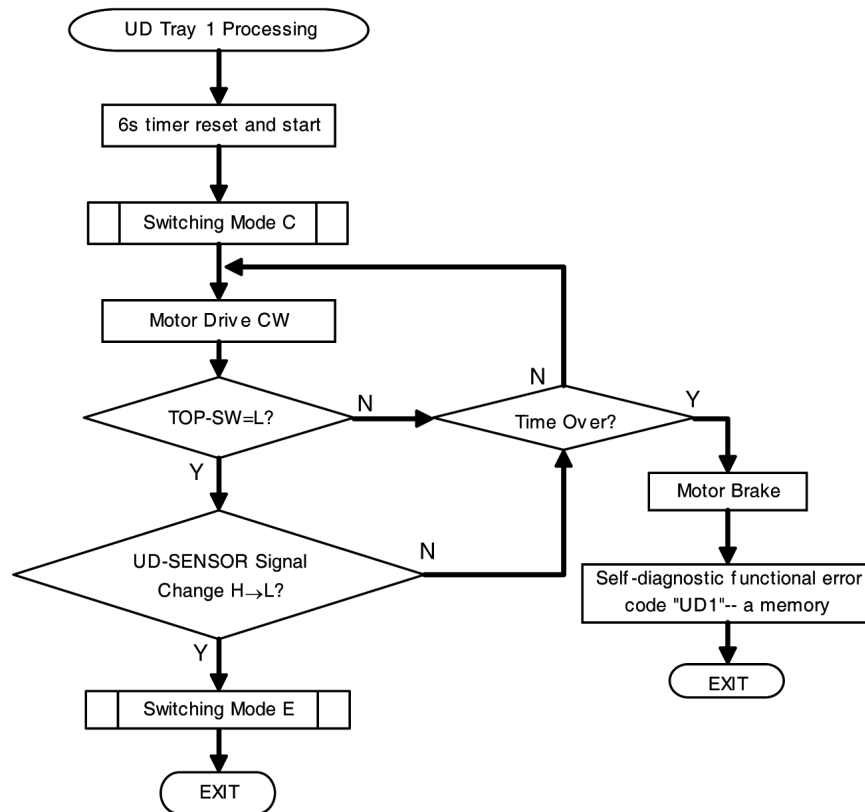 UD Tray 1 Processing
6s timer reset and start
Switching Mode C
Motor Drive CW
TOP-SW=L?
N
Y
Time Over?
N
Y
UD-SENSOR Signal
Change H→L?
N
Y
Motor Brake
Self-diagnostic functional error
code "UD1"-- a memory
EXIT
Switching Mode E
EXIT